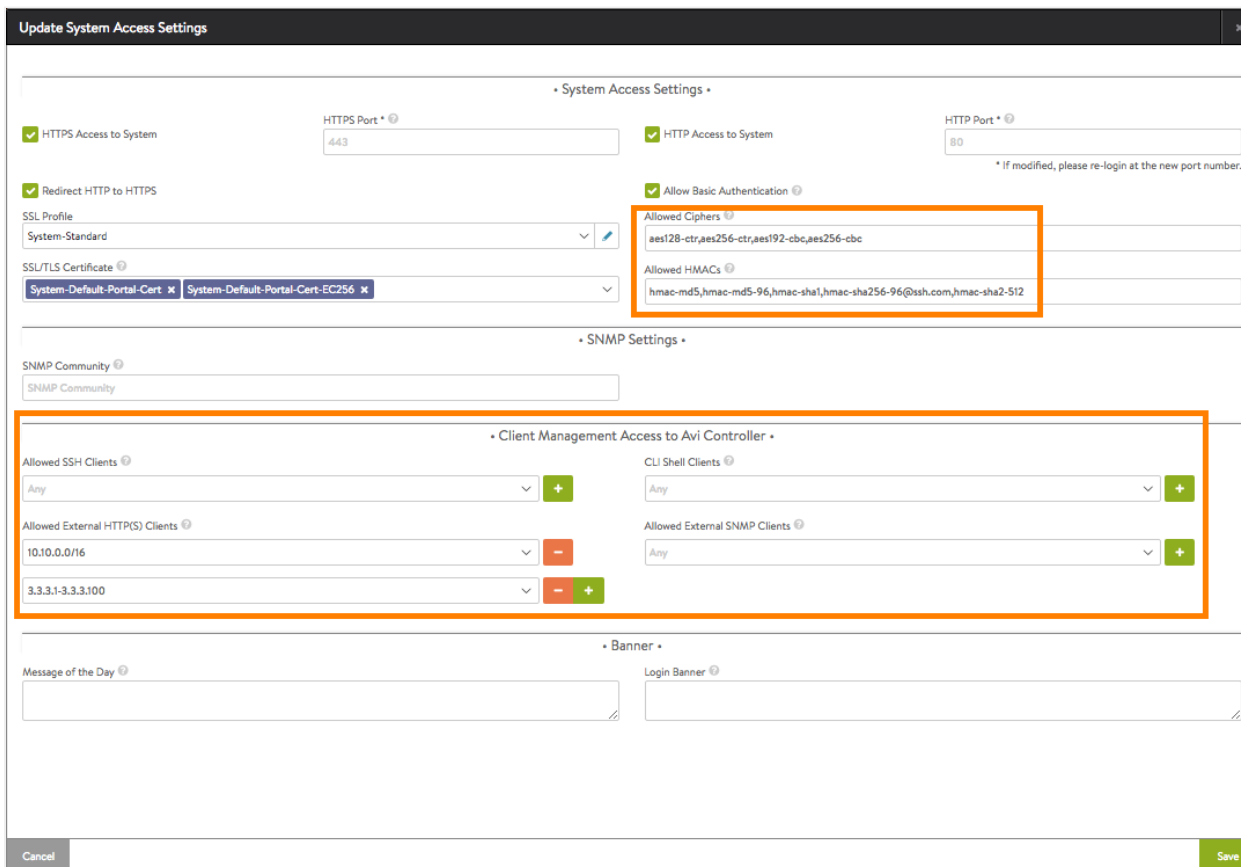 Update System Access Settings
• System Access Settings •
HTTPS Access to System
HTTPS Port *
443
HTTP Access to System
HTTP Port *
80
* If modified, please re-login at the new port number.
Redirect HTTP to HTTPS
Allow Basic Authentication
SSL Profile
System-Standard
Allowed Ciphers
aes128-ctr,aes256-ctr,aes192-cbc,aes256-cbc
SSL/TLS Certificate
System-Default-Portal-Cert × System-Default-Portal-Cert-EC256 ×
Allowed HMACs
hmac-md5,hmac-md5-96,hmac-sha1,hmac-sha256-96@ssh.com,hmac-sha2-512
• SNMP Settings •
SNMP Community
SNMP Community
• Client Management Access to Avi Controller •
Allowed SSH Clients
Any
CLI Shell Clients
Any
Allowed External HTTP(S) Clients
10.10.0.0/16
3.3.3.1-3.3.3.100
Allowed External SNMP Clients
Any
• Banner •
Message of the Day
Login Banner
Cancel
Save